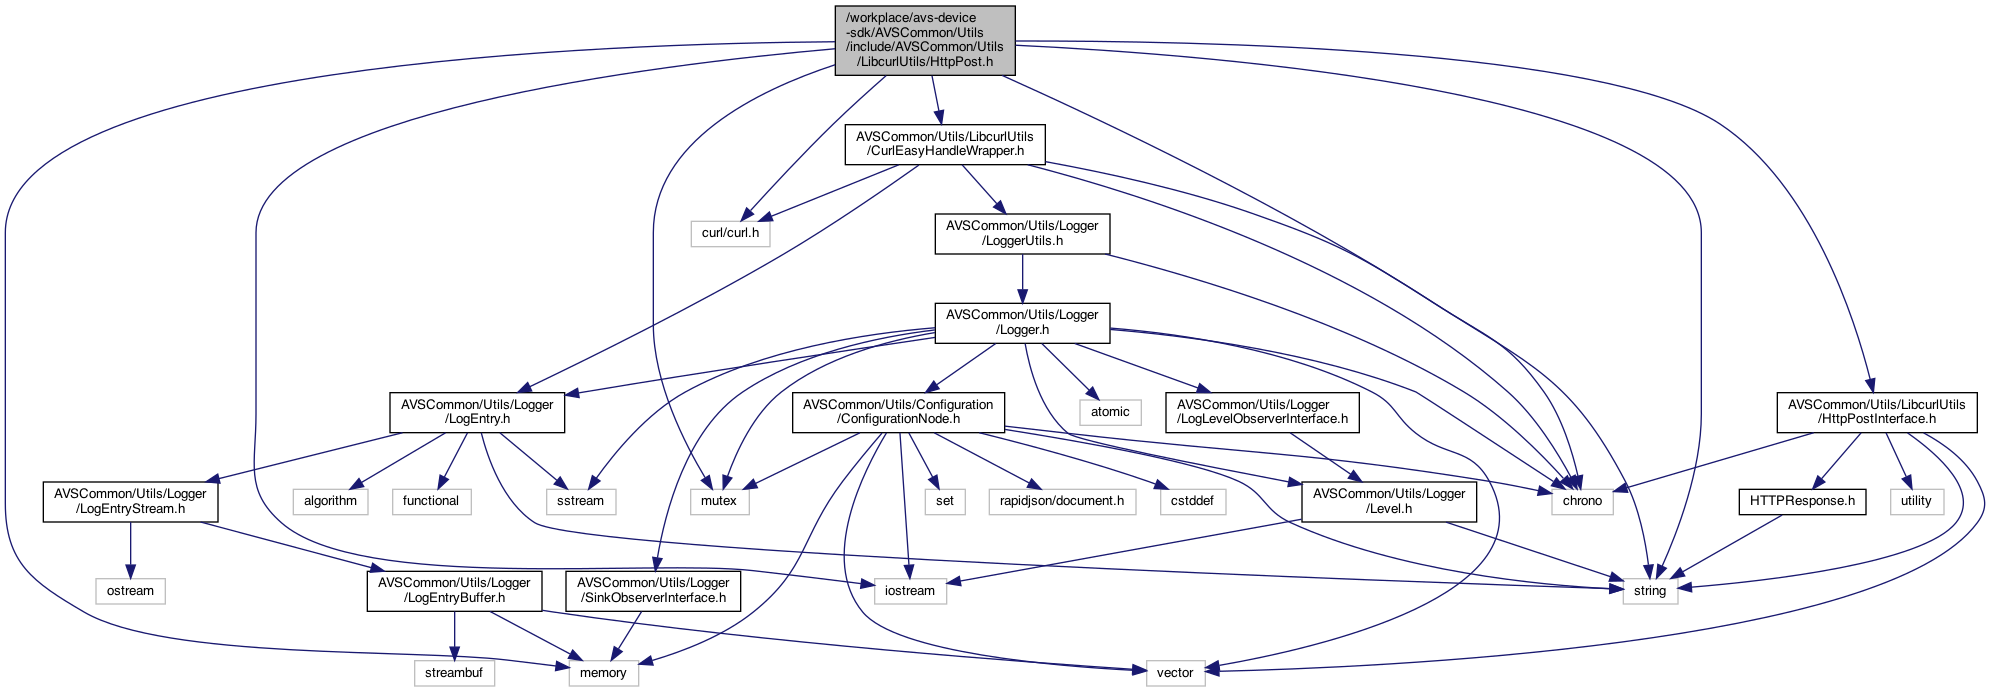 /workplace/avs-device
-sdk/AVSCommon/Utils
/include/AVSCommon/Utils
/LibcurlUtils/HttpPost.h
AVSCommon/Utils/LibcurlUtils
/CurlEasyHandleWrapper.h
curl/curl.h
AVSCommon/Utils/Logger
/LoggerUtils.h
AVSCommon/Utils/Logger
/Logger.h
AVSCommon/Utils/Logger
/LogEntry.h
AVSCommon/Utils/Configuration
/ConfigurationNode.h
atomic
AVSCommon/Utils/Logger
/LogLevelObserverInterface.h
AVSCommon/Utils/LibcurlUtils
/HttpPostInterface.h
AVSCommon/Utils/Logger
/LogEntryStream.h
algorithm
functional
sstream
mutex
set
rapidjson/document.h
cstddef
AVSCommon/Utils/Logger
/Level.h
chrono
HTTPResponse.h
utility
ostream
AVSCommon/Utils/Logger
/LogEntryBuffer.h
AVSCommon/Utils/Logger
/SinkObserverInterface.h
iostream
string
streambuf
memory
vector